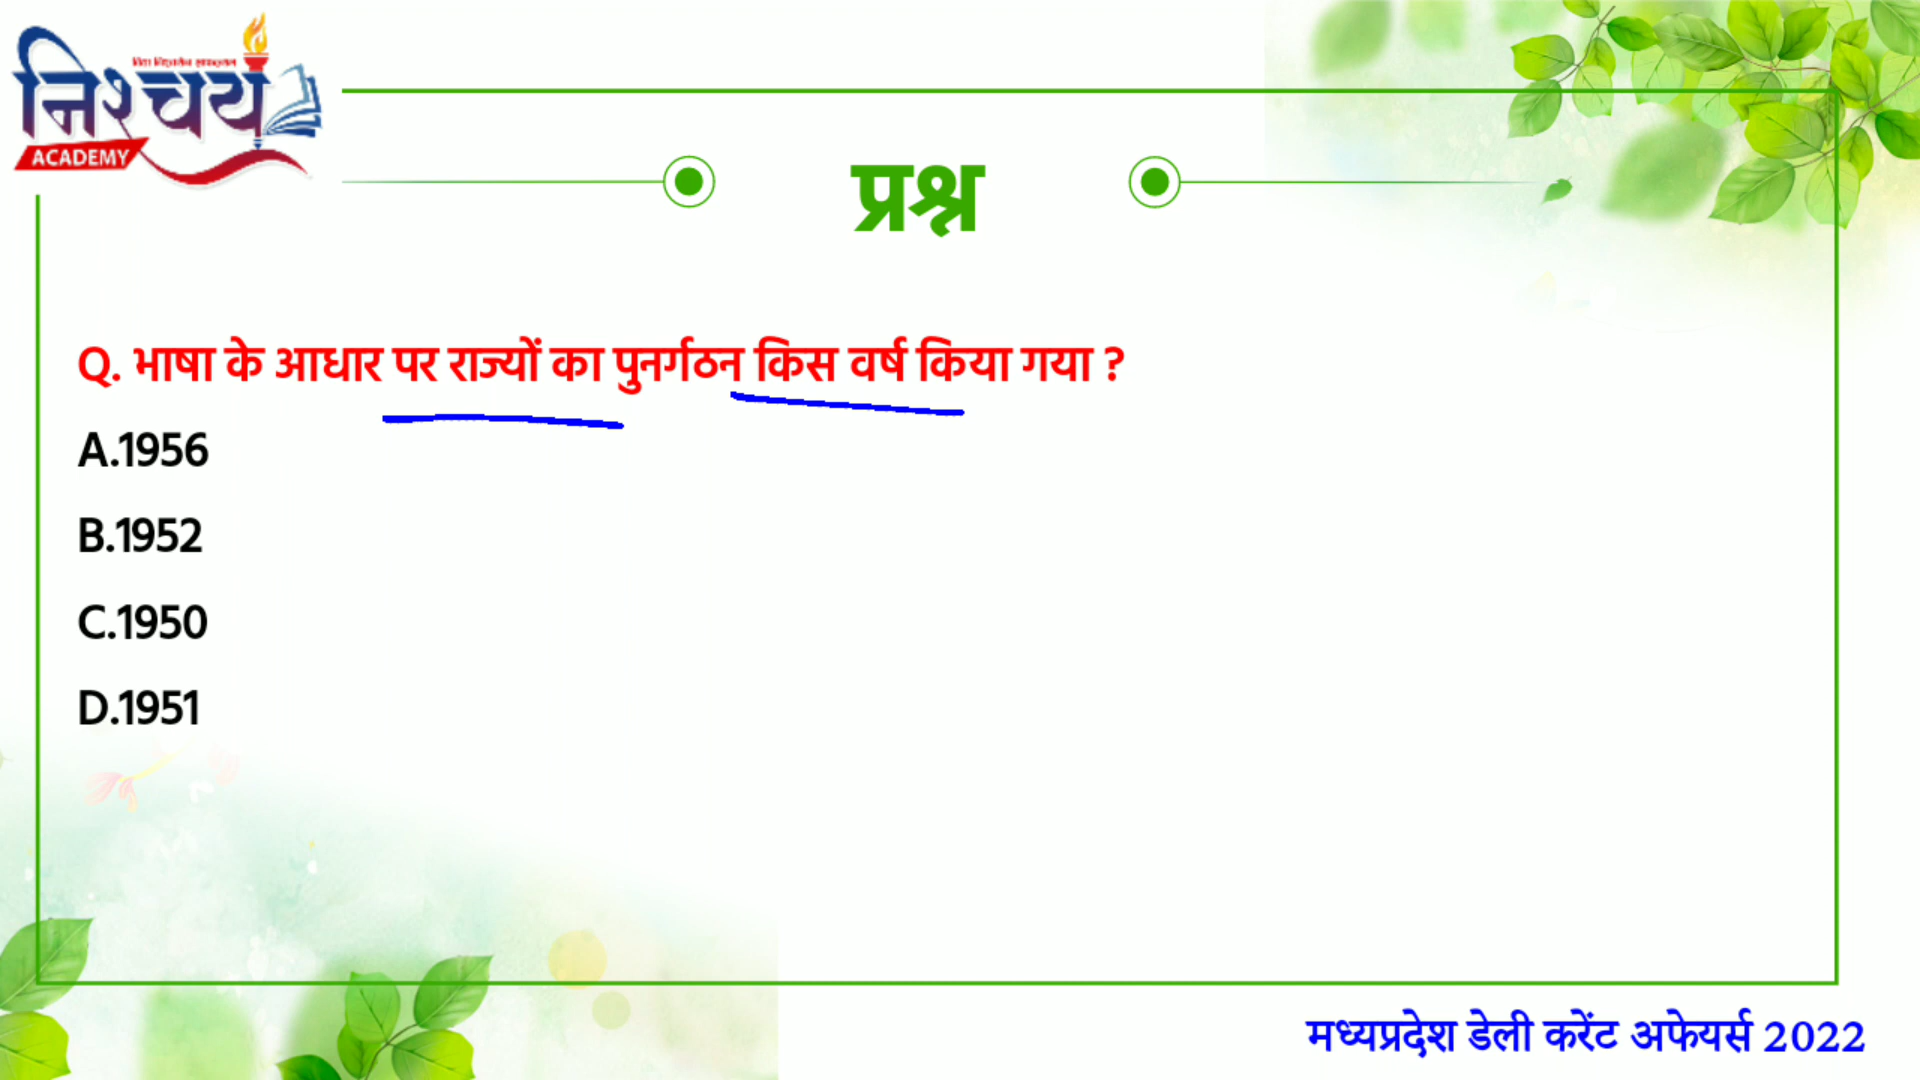 निश्चय
ACADEMY
प्रश्न
Q. भाषा के आधार पर राज्यों का पुनर्गठन किस वर्ष किया गया ?
A.1956
B.1952
C.1950
D.1951
मध्यप्रदेश डेली करेंट अफेयर्स 2022